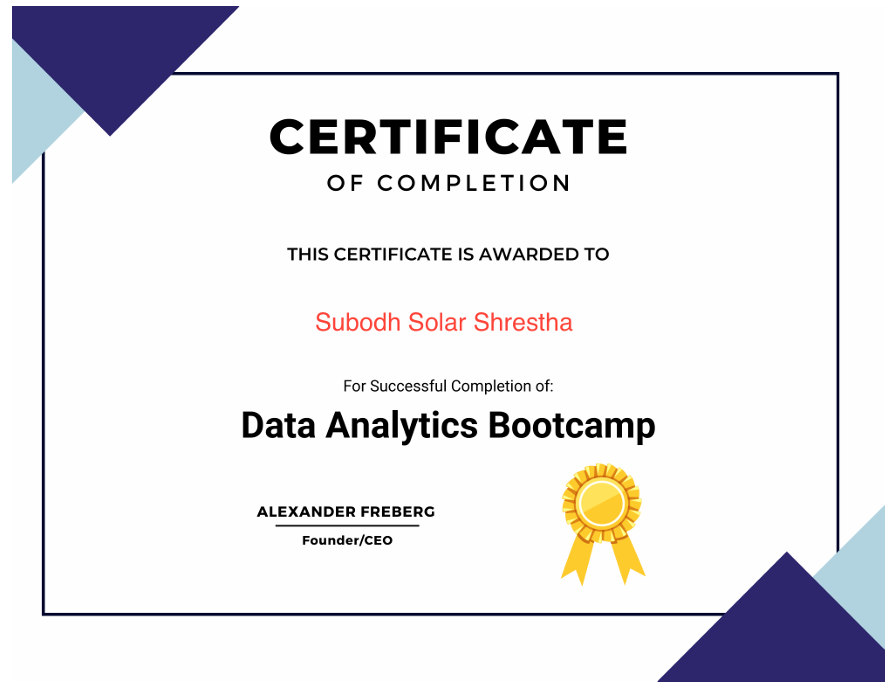 CERTIFICATE
OF COMPLETION
THIS CERTIFICATE IS AWARDED TO
Subodh Solar Shrestha
For Successful Completion of:
Data Analytics Bootcamp
ALEXANDER FREBERG
Founder/CEO